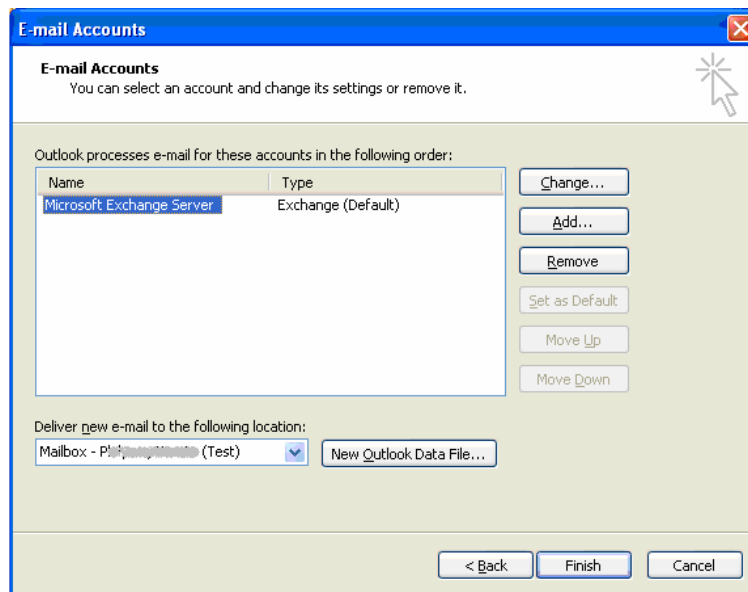 E-mail Accounts
E-mail Accounts
You can select an account and change its settings or remove it.
Outlook processes e-mail for these accounts in the following order:
Name Type
Microsoft Exchange Server Exchange (Default)
Change...
Add...
Remove
Set as Default
Move Up
Move Down
Deliver new e-mail to the following location:
Mailbox - (Test)
New Outlook Data File...
< Back Finish Cancel